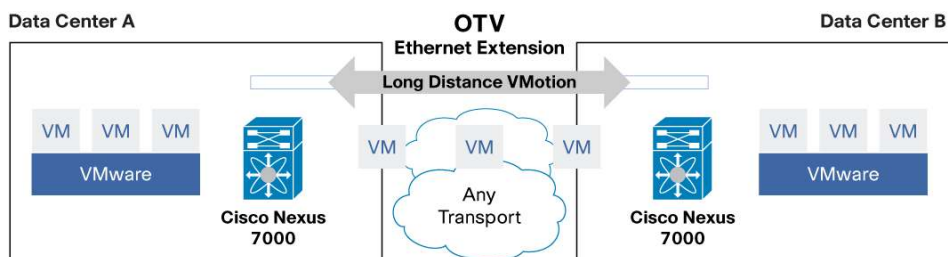 Data Center A
OTV
Data Center B
Ethernet Extension
Long Distance VMotion
VM VM VM
VM VM VM
VM VM VM
VMware
VMware
Any
Transport
Cisco Nexus
7000
Cisco Nexus
7000